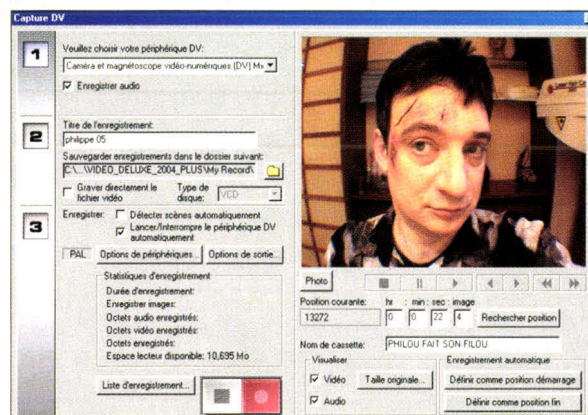 Capture DV
1
Veuillez choisir votre périphérique DV:
Caméra et magnétoscope vidéo-numériques (DV) Mi
Enregistrer audio
2
Titre de l'enregistrement:
philippe 05
Sauvegarder enregistrements dans le dossier suivant:
C:\...\VIDEO_DELUXE_2004_PLUS\My Record\
Graver directement le fichier vidéo
Type de disque:
VCD
3
Enregistrer:
Détecter scènes automatiquement
Lancer/Interrompre le périphérique DV automatiquement
PAL
Options de périphériques...
Options de sortie...
Statistiques d'enregistrement
Durée d'enregistrement:
Enregistrer images:
Octets audio enregistrés:
Octets vidéo enregistrés:
Octets enregistrés:
Espace lecteur disponible: 10,695 Mo
Liste d'enregistrement...
Photo
Position courante:
hr : min : sec : image
13272
0 0 22 4
Rechercher position
Nom de cassette:
PHILOU FAIT SON FILOU
Visualiser
Vidéo
Taille originale...
Audio
Enregistrement automatique
Définir comme position démarrage
Définir comme position fin